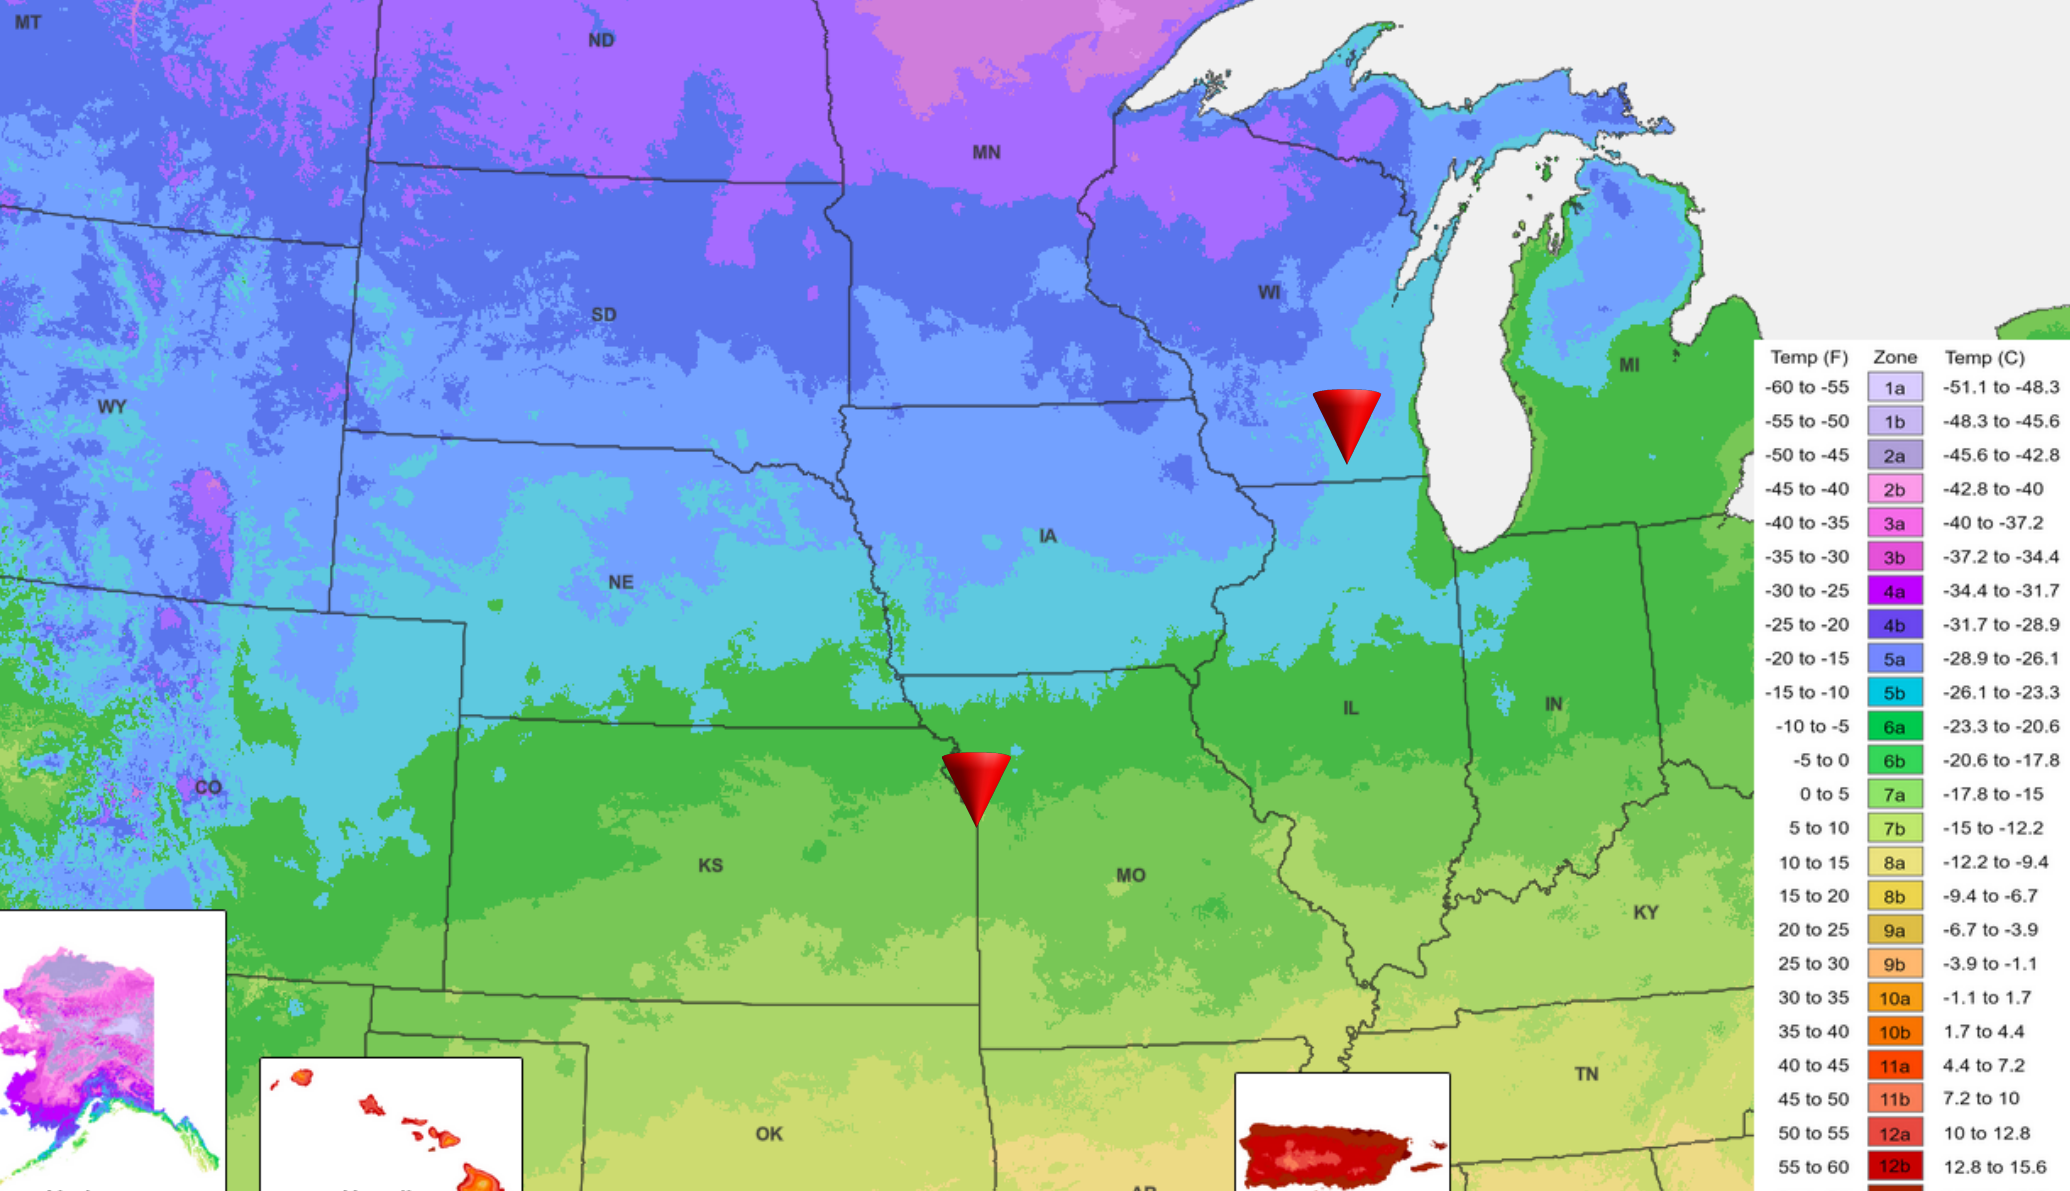 MT
ND
MN
WI
SD
MI
WY
IA
NE
IL
IN
CO
KS
MO
KY
TN
OK
Temp (F) Zone Temp (C)
-60 to -55 1a -51.1 to -48.3
-55 to -50 1b -48.3 to -45.6
-50 to -45 2a -45.6 to -42.8
-45 to -40 2b -42.8 to -40
-40 to -35 3a -40 to -37.2
-35 to -30 3b -37.2 to -34.4
-30 to -25 4a -34.4 to -31.7
-25 to -20 4b -31.7 to -28.9
-20 to -15 5a -28.9 to -26.1
-15 to -10 5b -26.1 to -23.3
-10 to -5 6a -23.3 to -20.6
-5 to 0 6b -20.6 to -17.8
0 to 5 7a -17.8 to -15
5 to 10 7b -15 to -12.2
10 to 15 8a -12.2 to -9.4
15 to 20 8b -9.4 to -6.7
20 to 25 9a -6.7 to -3.9
25 to 30 9b -3.9 to -1.1
30 to 35 10a -1.1 to 1.7
35 to 40 10b 1.7 to 4.4
40 to 45 11a 4.4 to 7.2
45 to 50 11b 7.2 to 10
50 to 55 12a 10 to 12.8
55 to 60 12b 12.8 to 15.6